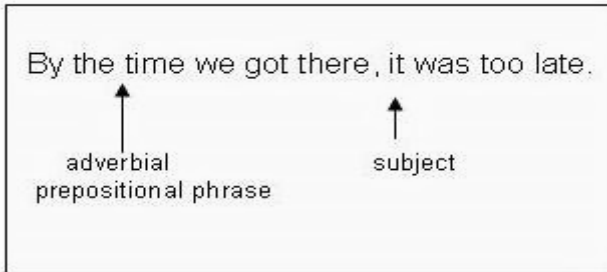 By the time we got there, it was too late.
adverbial subject
prepositional phrase